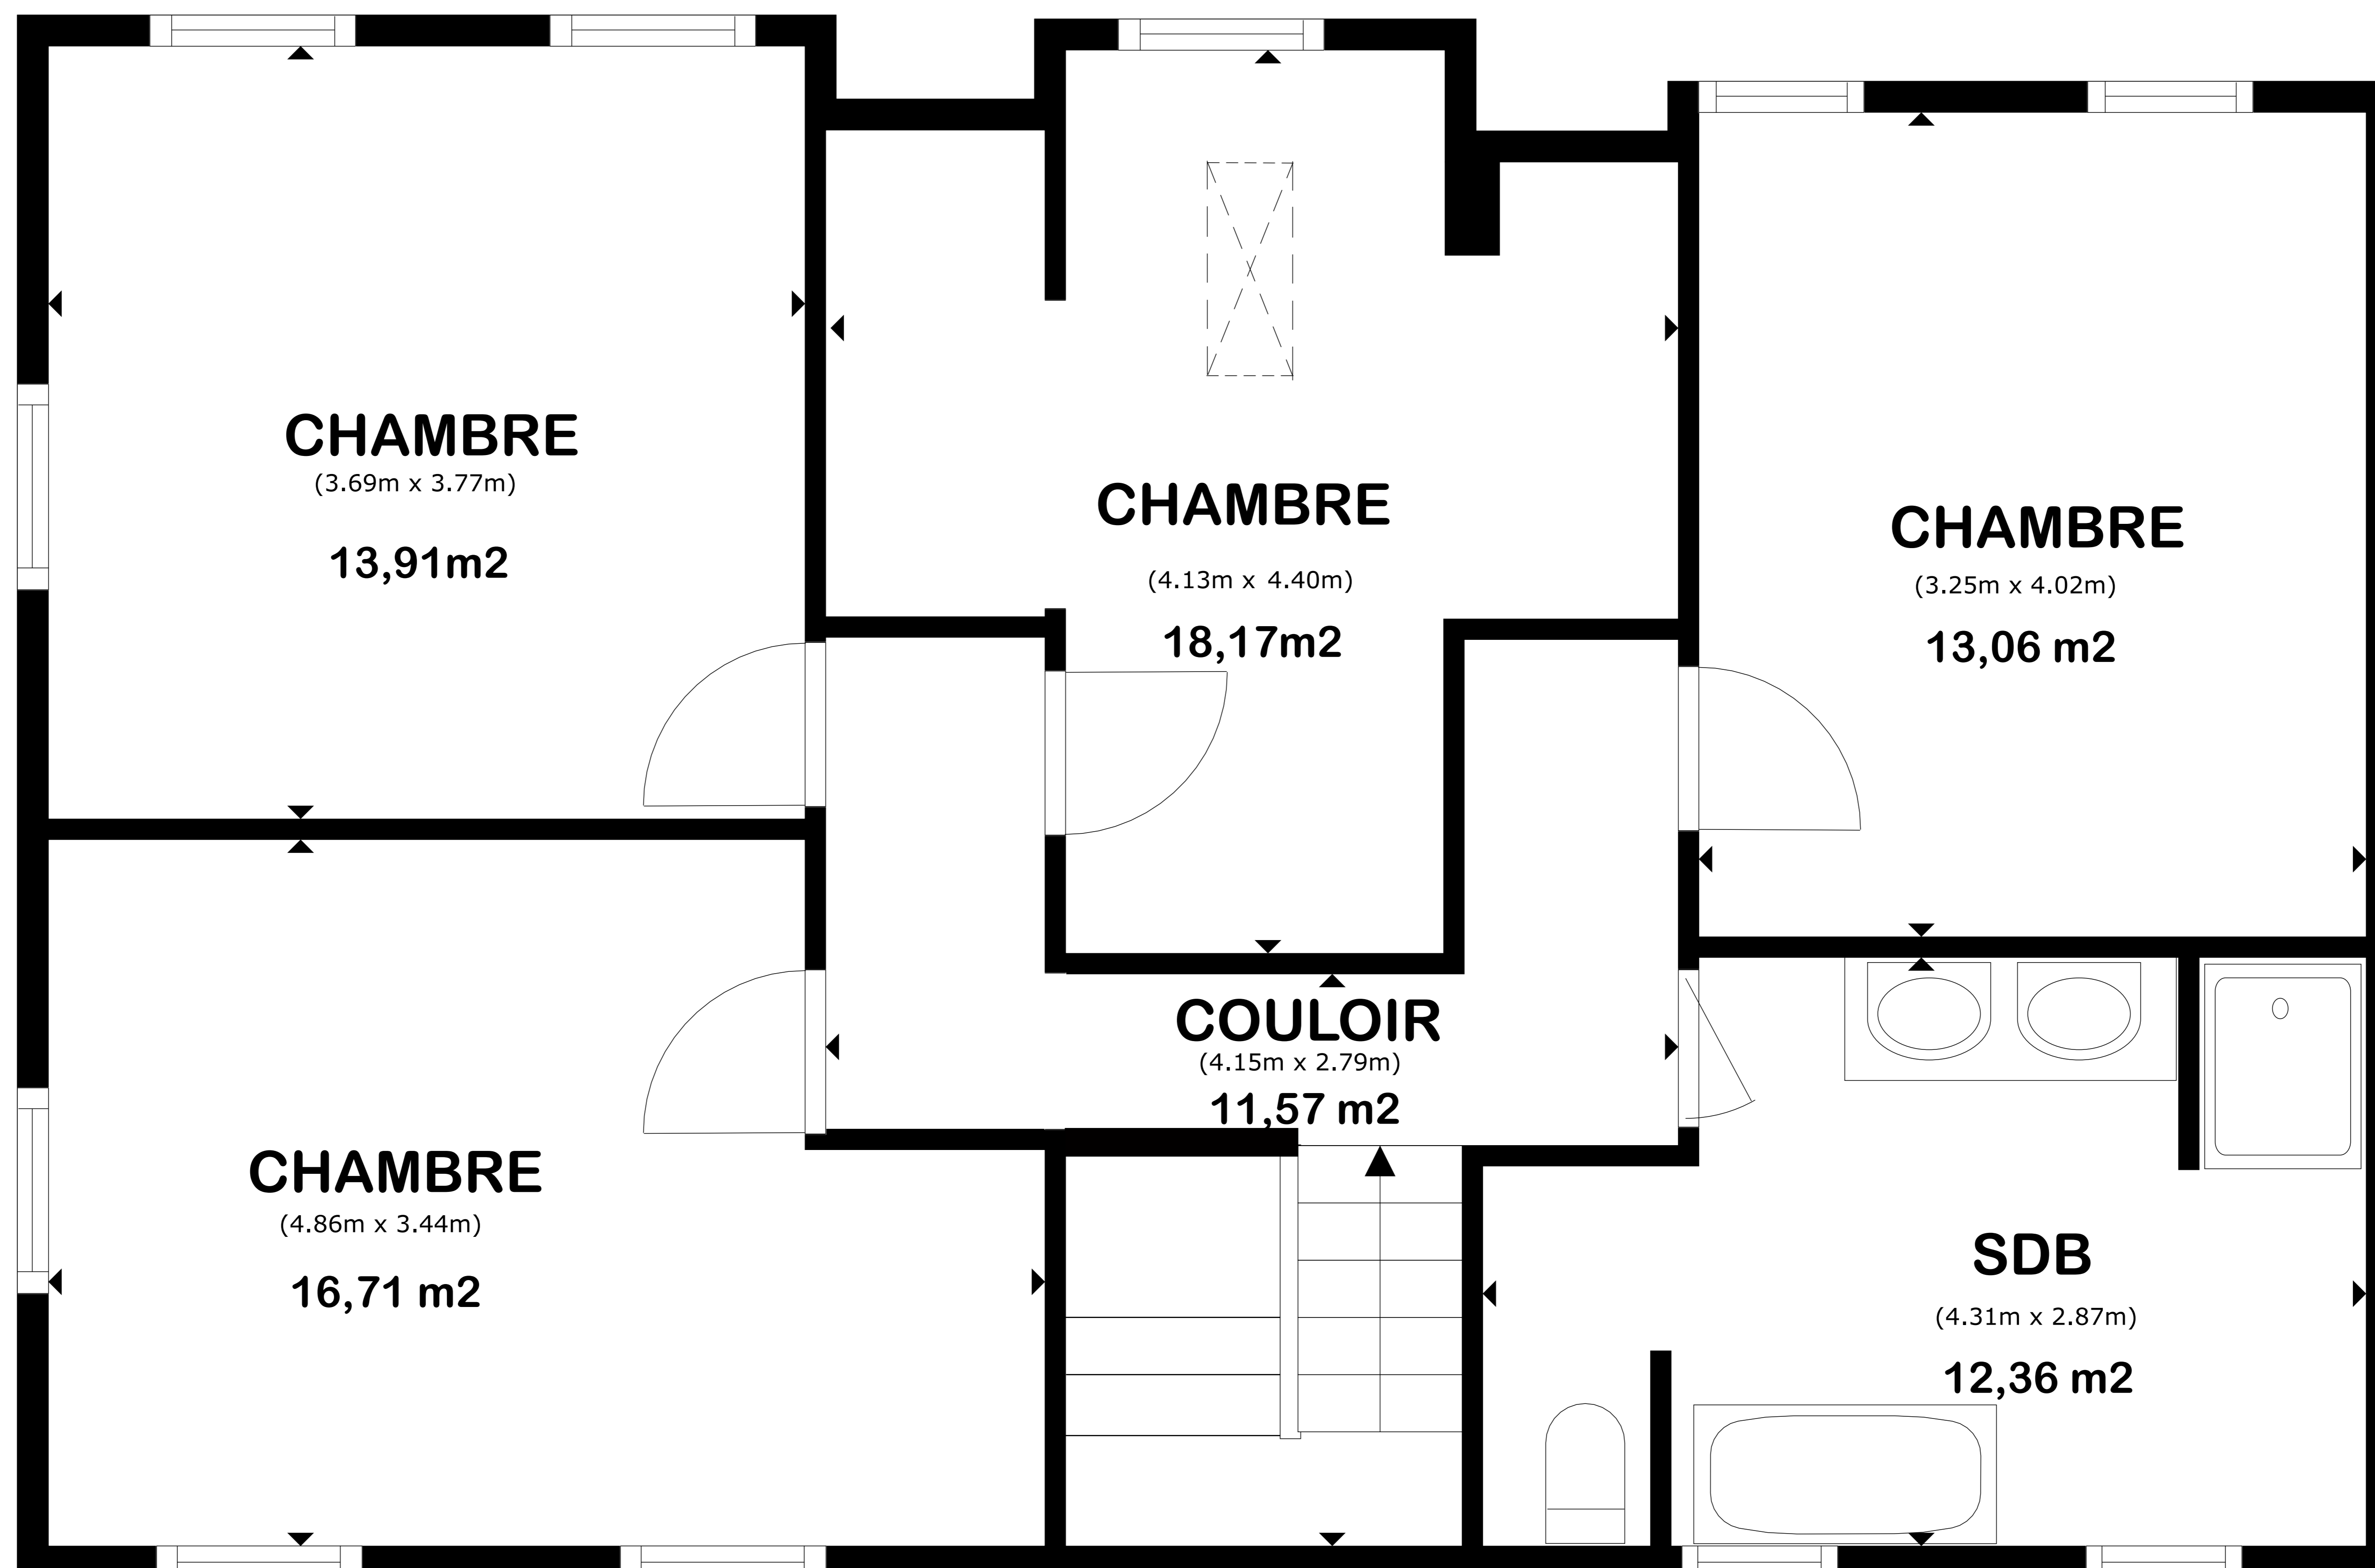 CHAMBRE
(3.69m x 3.77m)
13,91m2
CHAMBRE
(4.13m x 4.40m)
18,17m2
CHAMBRE
(3.25m x 4.02m)
13,06 m2
COULOIR
(4.15m x 2.79m)
11,57 m2
CHAMBRE
(4.86m x 3.44m)
16,71 m2
SDB
(4.31m x 2.87m)
12,36 m2